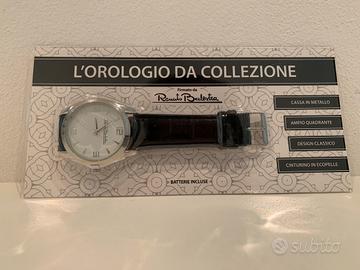 L'OROLOGIO DA COLLEZIONE
Firmato da
Renato Balestra
CASSA IN METALLO
AMPIO QUADRANTE
DESIGN CLASSICO
CINTURINO IN ECOPELLE
BATTERIE INCLUSE
subito